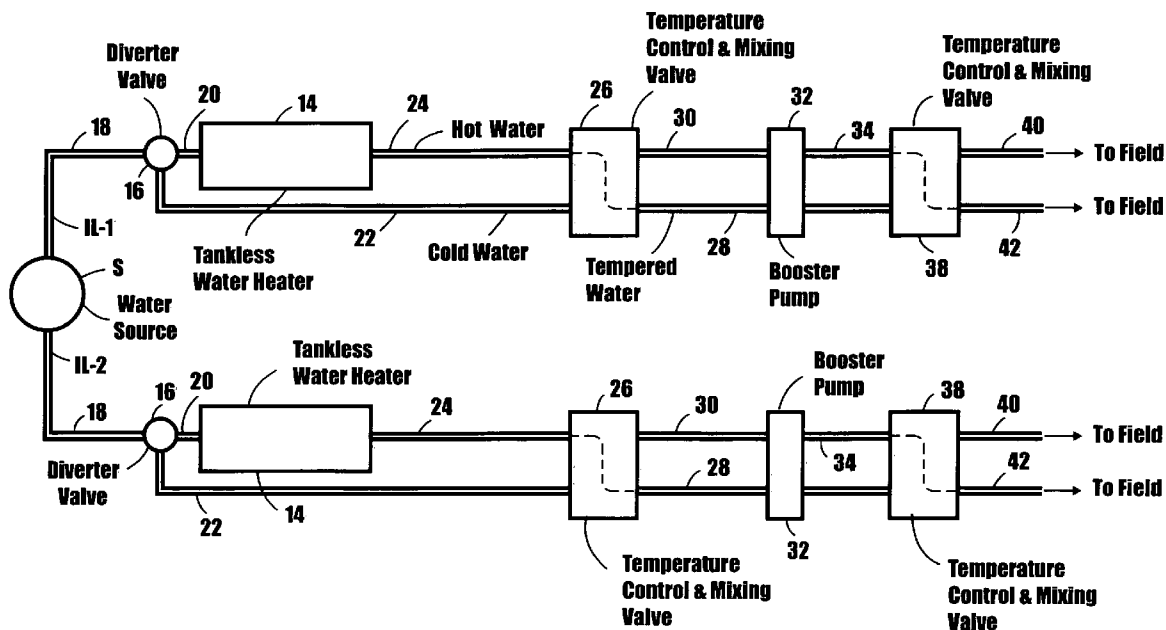 Temperature
Control & Mixing
Valve
Temperature
Control & Mixing
Valve
Diverter
Valve
20
14
24
26
32
18
Hot Water
30
34
40
To Field
16
To Field
IL-1
22
Cold Water
28
42
S
Tankless
Water Heater
Tempered
Water
Booster
Pump
38
Water
Source
IL-2
Tankless
Water Heater
Booster
Pump
16
20
26
38
18
24
30
40
To Field
34
Diverter
Valve
28
42
To Field
22
14
32
Temperature
Control & Mixing
Valve
Temperature
Control & Mixing
Valve